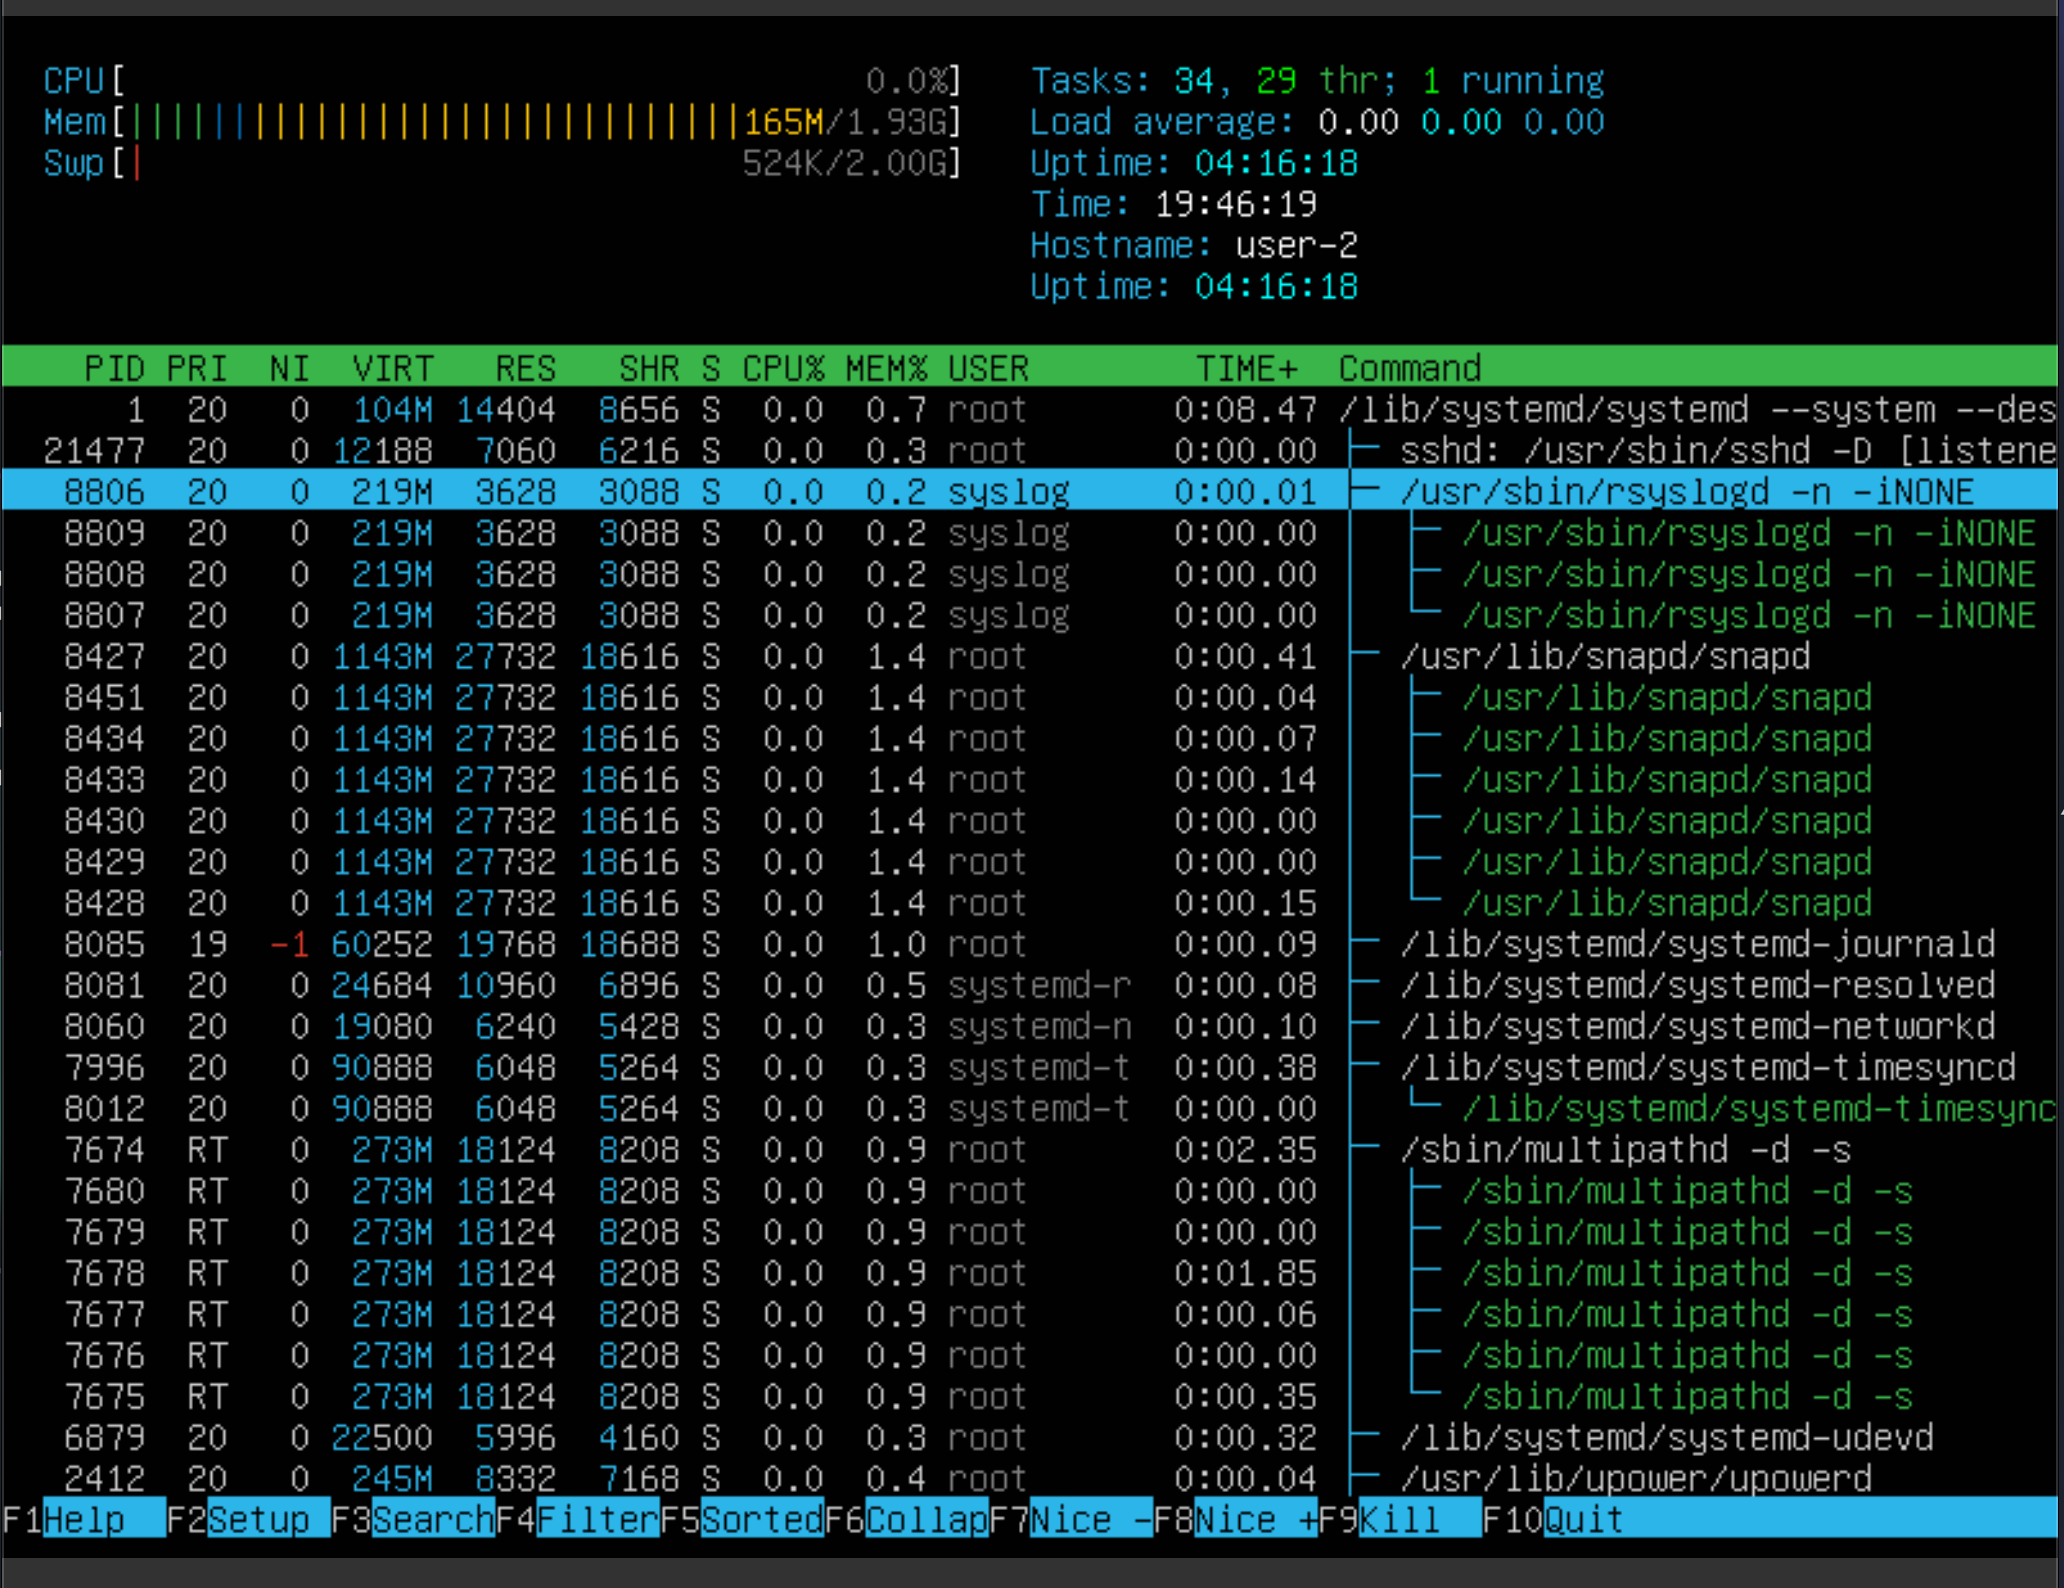 CPU[ 0.0%]
Mem[||||||||||||||||||||||||||||||165M/1.93G]
Swp[| 524K/2.00G]
Tasks: 34, 29 thr; 1 running
Load average: 0.00 0.00 0.00
Uptime: 04:16:18
Time: 19:46:19
Hostname: user-2
Uptime: 04:16:18
PID PRI NI VIRT RES SHR S CPU% MEM% USER TIME+ Command
1 20 0 104M 14404 8656 S 0.0 0.7 root 0:08.47 /lib/systemd/systemd --system --des
21477 20 0 12188 7060 6216 S 0.0 0.3 root 0:00.00 ├─ sshd: /usr/sbin/sshd -D [listene
8806 20 0 219M 3628 3088 S 0.0 0.2 syslog 0:00.01 ├─ /usr/sbin/rsyslogd -n -iNONE
8809 20 0 219M 3628 3088 S 0.0 0.2 syslog 0:00.00 │ ├─ /usr/sbin/rsyslogd -n -iNONE
8808 20 0 219M 3628 3088 S 0.0 0.2 syslog 0:00.00 │ ├─ /usr/sbin/rsyslogd -n -iNONE
8807 20 0 219M 3628 3088 S 0.0 0.2 syslog 0:00.00 │ └─ /usr/sbin/rsyslogd -n -iNONE
8427 20 0 1143M 27732 18616 S 0.0 1.4 root 0:00.41 ├─ /usr/lib/snapd/snapd
8451 20 0 1143M 27732 18616 S 0.0 1.4 root 0:00.04 │ ├─ /usr/lib/snapd/snapd
8434 20 0 1143M 27732 18616 S 0.0 1.4 root 0:00.07 │ ├─ /usr/lib/snapd/snapd
8433 20 0 1143M 27732 18616 S 0.0 1.4 root 0:00.14 │ ├─ /usr/lib/snapd/snapd
8430 20 0 1143M 27732 18616 S 0.0 1.4 root 0:00.00 │ ├─ /usr/lib/snapd/snapd
8429 20 0 1143M 27732 18616 S 0.0 1.4 root 0:00.00 │ ├─ /usr/lib/snapd/snapd
8428 20 0 1143M 27732 18616 S 0.0 1.4 root 0:00.15 │ └─ /usr/lib/snapd/snapd
8085 19 -1 60252 19768 18688 S 0.0 1.0 root 0:00.09 ├─ /lib/systemd/systemd-journald
8081 20 0 24684 10960 6896 S 0.0 0.5 systemd-r 0:00.08 ├─ /lib/systemd/systemd-resolved
8060 20 0 19080 6240 5428 S 0.0 0.3 systemd-n 0:00.10 ├─ /lib/systemd/systemd-networkd
7996 20 0 90888 6048 5264 S 0.0 0.3 systemd-t 0:00.38 ├─ /lib/systemd/systemd-timesyncd
8012 20 0 90888 6048 5264 S 0.0 0.3 systemd-t 0:00.00 │ └─ /lib/systemd/systemd-timesync
7674 RT 0 273M 18124 8208 S 0.0 0.9 root 0:02.35 ├─ /sbin/multipathd -d -s
7680 RT 0 273M 18124 8208 S 0.0 0.9 root 0:00.00 │ ├─ /sbin/multipathd -d -s
7679 RT 0 273M 18124 8208 S 0.0 0.9 root 0:00.00 │ ├─ /sbin/multipathd -d -s
7678 RT 0 273M 18124 8208 S 0.0 0.9 root 0:01.85 │ ├─ /sbin/multipathd -d -s
7677 RT 0 273M 18124 8208 S 0.0 0.9 root 0:00.06 │ ├─ /sbin/multipathd -d -s
7676 RT 0 273M 18124 8208 S 0.0 0.9 root 0:00.00 │ ├─ /sbin/multipathd -d -s
7675 RT 0 273M 18124 8208 S 0.0 0.9 root 0:00.35 │ └─ /sbin/multipathd -d -s
6879 20 0 22500 5996 4160 S 0.0 0.3 root 0:00.32 ├─ /lib/systemd/systemd-udevd
2412 20 0 245M 8332 7168 S 0.0 0.4 root 0:00.04 ├─ /usr/lib/upower/upowerd
F1Help F2Setup F3SearchF4FilterF5SortedF6CollapF7Nice -F8Nice +F9Kill F10Quit